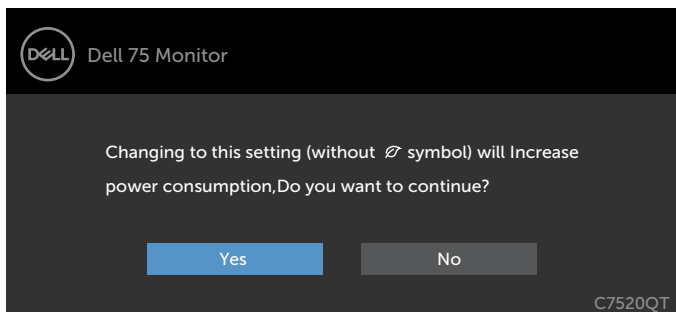 DELL
Dell 75 Monitor
Changing to this setting (without symbol) will Increase
power consumption,Do you want to continue?
Yes
No
C7520QT